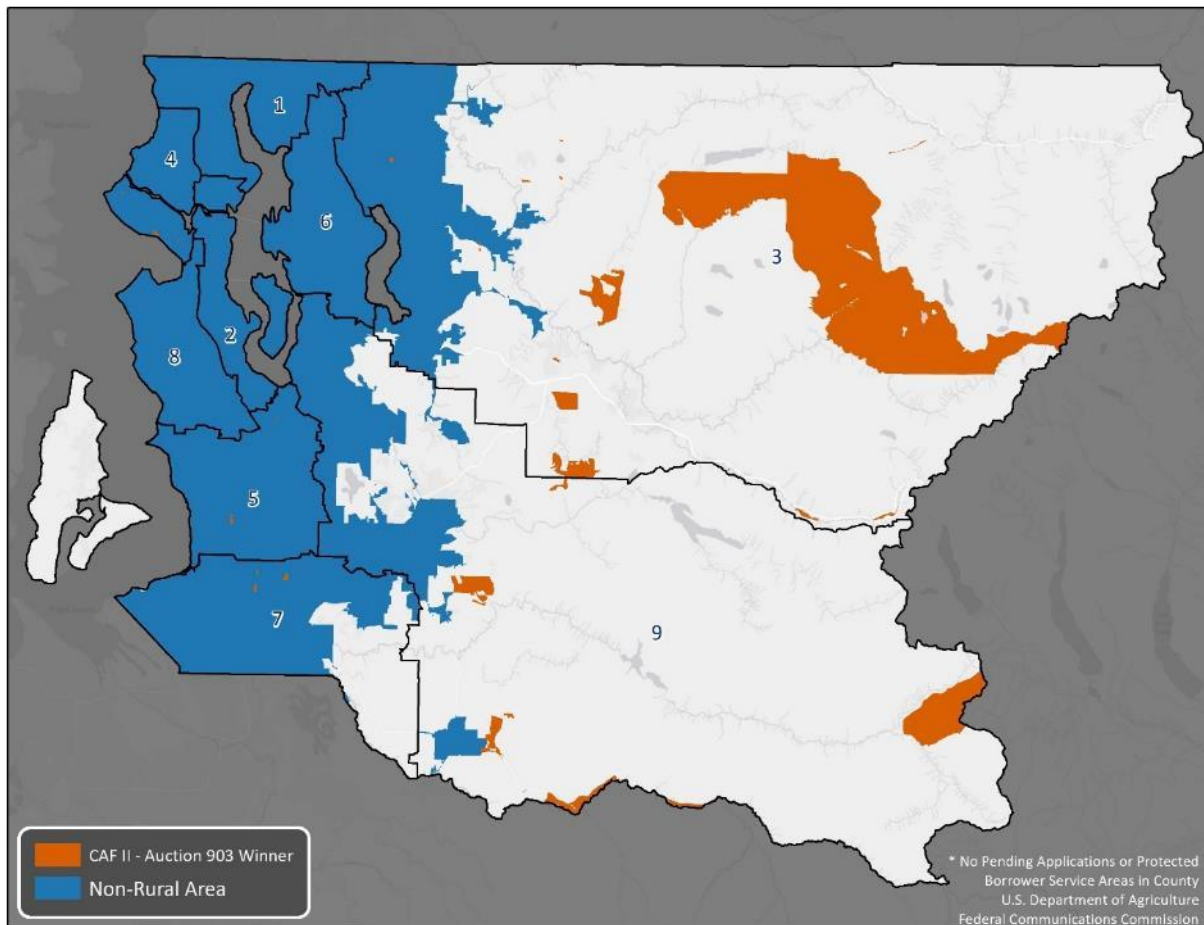 1
4
6
3
2
8
5
7
9
CAF II - Auction 903 Winner
Non-Rural Area
* No Pending Applications or Protected
Borrower Service Areas in County
U.S. Department of Agriculture
Federal Communications Commission